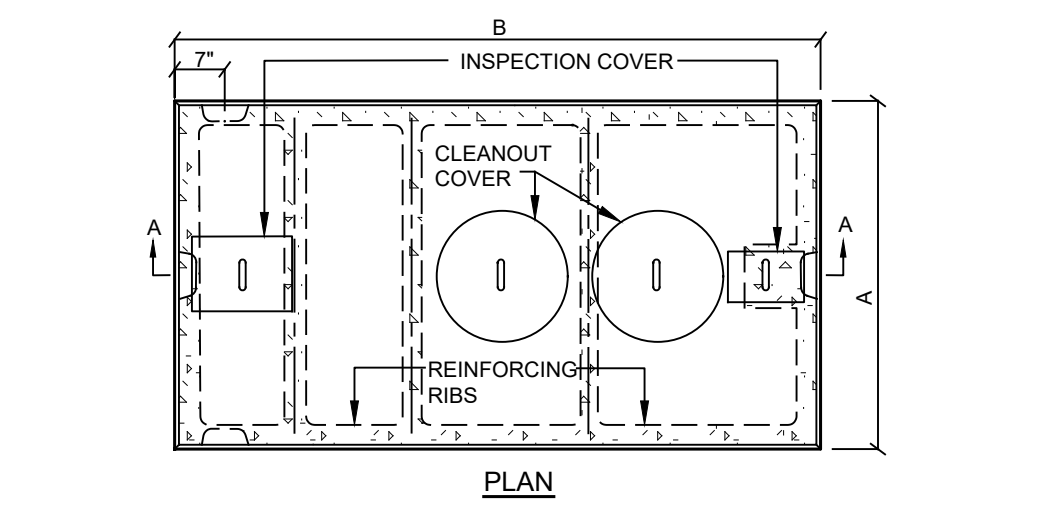 B
7"
INSPECTION COVER
CLEANOUT
COVER
A
A
A
REINFORCING
RIBS
PLAN